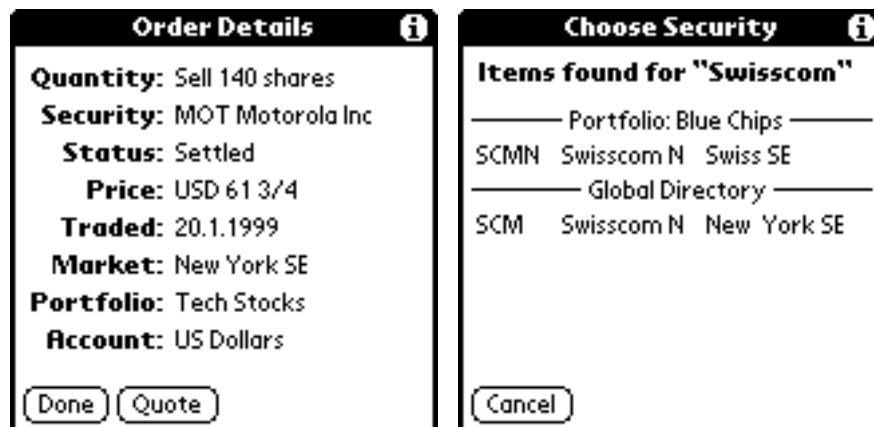 Order Details
Quantity: Sell 140 shares
Security: MOT Motorola Inc
Status: Settled
Price: USD 61 3/4
Traded: 20.1.1999
Market: New York SE
Portfolio: Tech Stocks
Account: US Dollars
Done Quote
Choose Security
Items found for "Swisscom"
Portfolio: Blue Chips
SCMN Swisscom N Swiss SE
Global Directory
SCM Swisscom N New York SE
Cancel